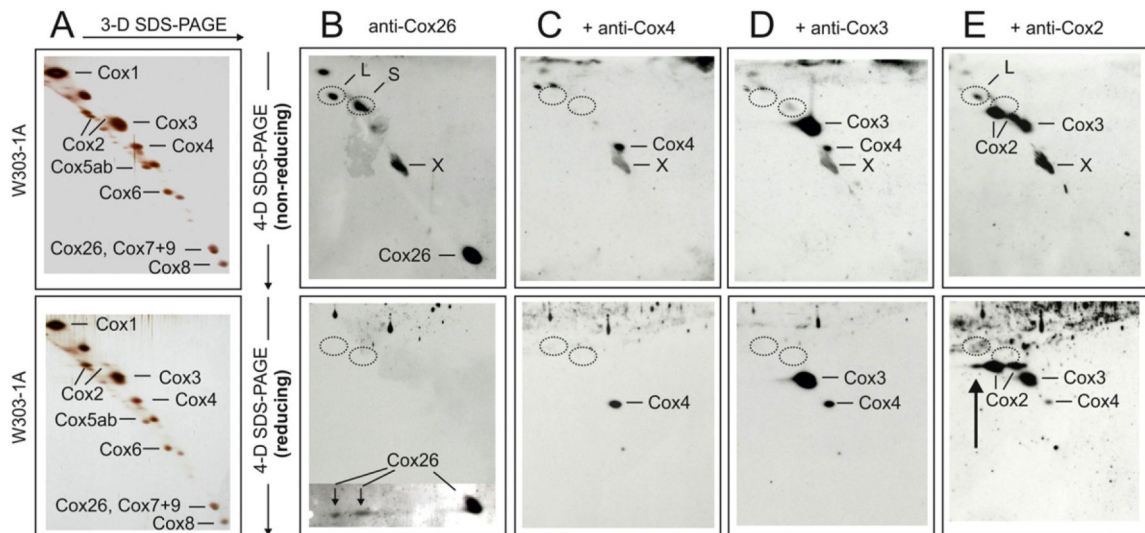 A 3-D SDS-PAGE
B anti-Cox26
C + anti-Cox4
D + anti-Cox3
E + anti-Cox2
W303-1A
Cox1
Cox2
Cox3
Cox4
Cox5ab
Cox6
Cox26, Cox7+9
Cox8
4-D SDS-PAGE
(non-reducing)
L
S
X
Cox26
Cox4
X
Cox3
Cox4
X
L
Cox3
Cox2
X
W303-1A
Cox1
Cox2
Cox3
Cox4
Cox5ab
Cox6
Cox26, Cox7+9
Cox8
4-D SDS-PAGE
(reducing)
Cox26
Cox4
Cox3
Cox4
Cox3
Cox2
Cox4